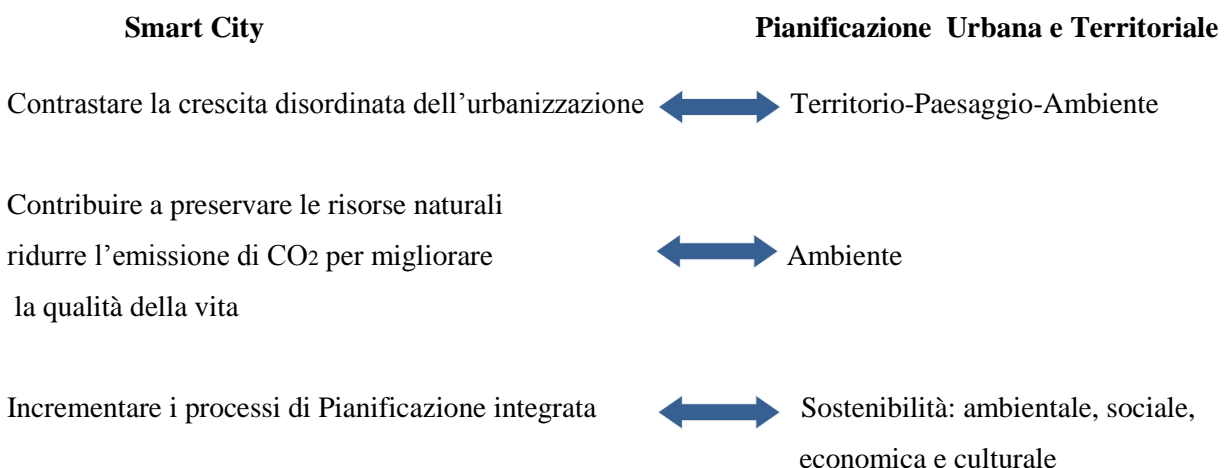 Smart City Pianificazione Urbana e Territoriale
Contrastare la crescita disordinata dell’urbanizzazione Territorio-Paesaggio-Ambiente
Contribuire a preservare le risorse naturali
ridurre l’emissione di CO2 per migliorare Ambiente
la qualità della vita
Incrementare i processi di Pianificazione integrata Sostenibilità: ambientale, sociale,
economica e culturale